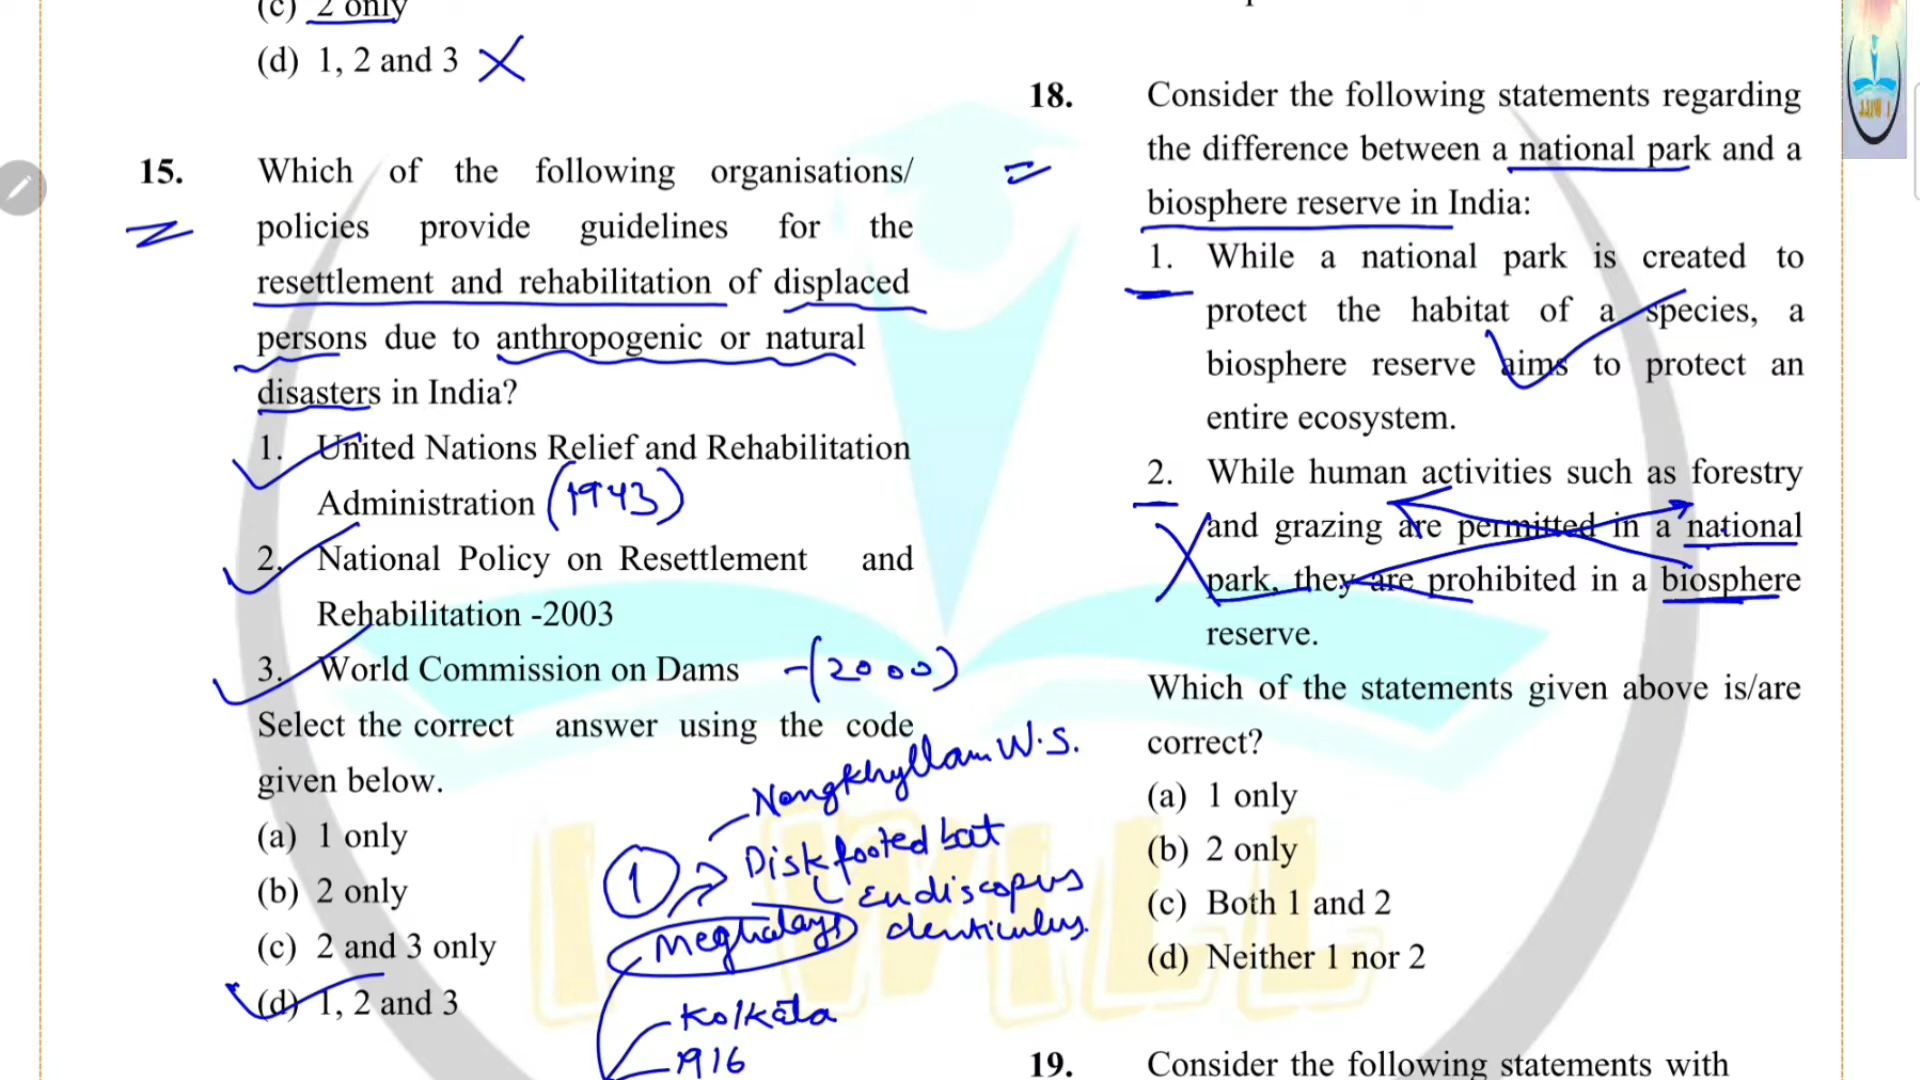 (c) 2 only
(d) 1, 2 and 3
15. Which of the following organisations/
policies provide guidelines for the
resettlement and rehabilitation of displaced
persons due to anthropogenic or natural
disasters in India?
1. United Nations Relief and Rehabilitation
Administration (1943)
2. National Policy on Resettlement and
Rehabilitation -2003
3. World Commission on Dams -(2000)
Select the correct answer using the code
given below.
(a) 1 only
(b) 2 only
(c) 2 and 3 only
(d) 1, 2 and 3
Nongkhyllam W.S.
1 Disk footed bat
Eudiscopus
denticulus.
Meghalaya
Kolkata
1916
18. Consider the following statements regarding
the difference between a national park and a
biosphere reserve in India:
1. While a national park is created to
protect the habitat of a species, a
biosphere reserve aims to protect an
entire ecosystem.
2. While human activities such as forestry
and grazing are permitted in a national
park, they are prohibited in a biosphere
reserve.
Which of the statements given above is/are
correct?
(a) 1 only
(b) 2 only
(c) Both 1 and 2
(d) Neither 1 nor 2
19. Consider the following statements with
I WILL